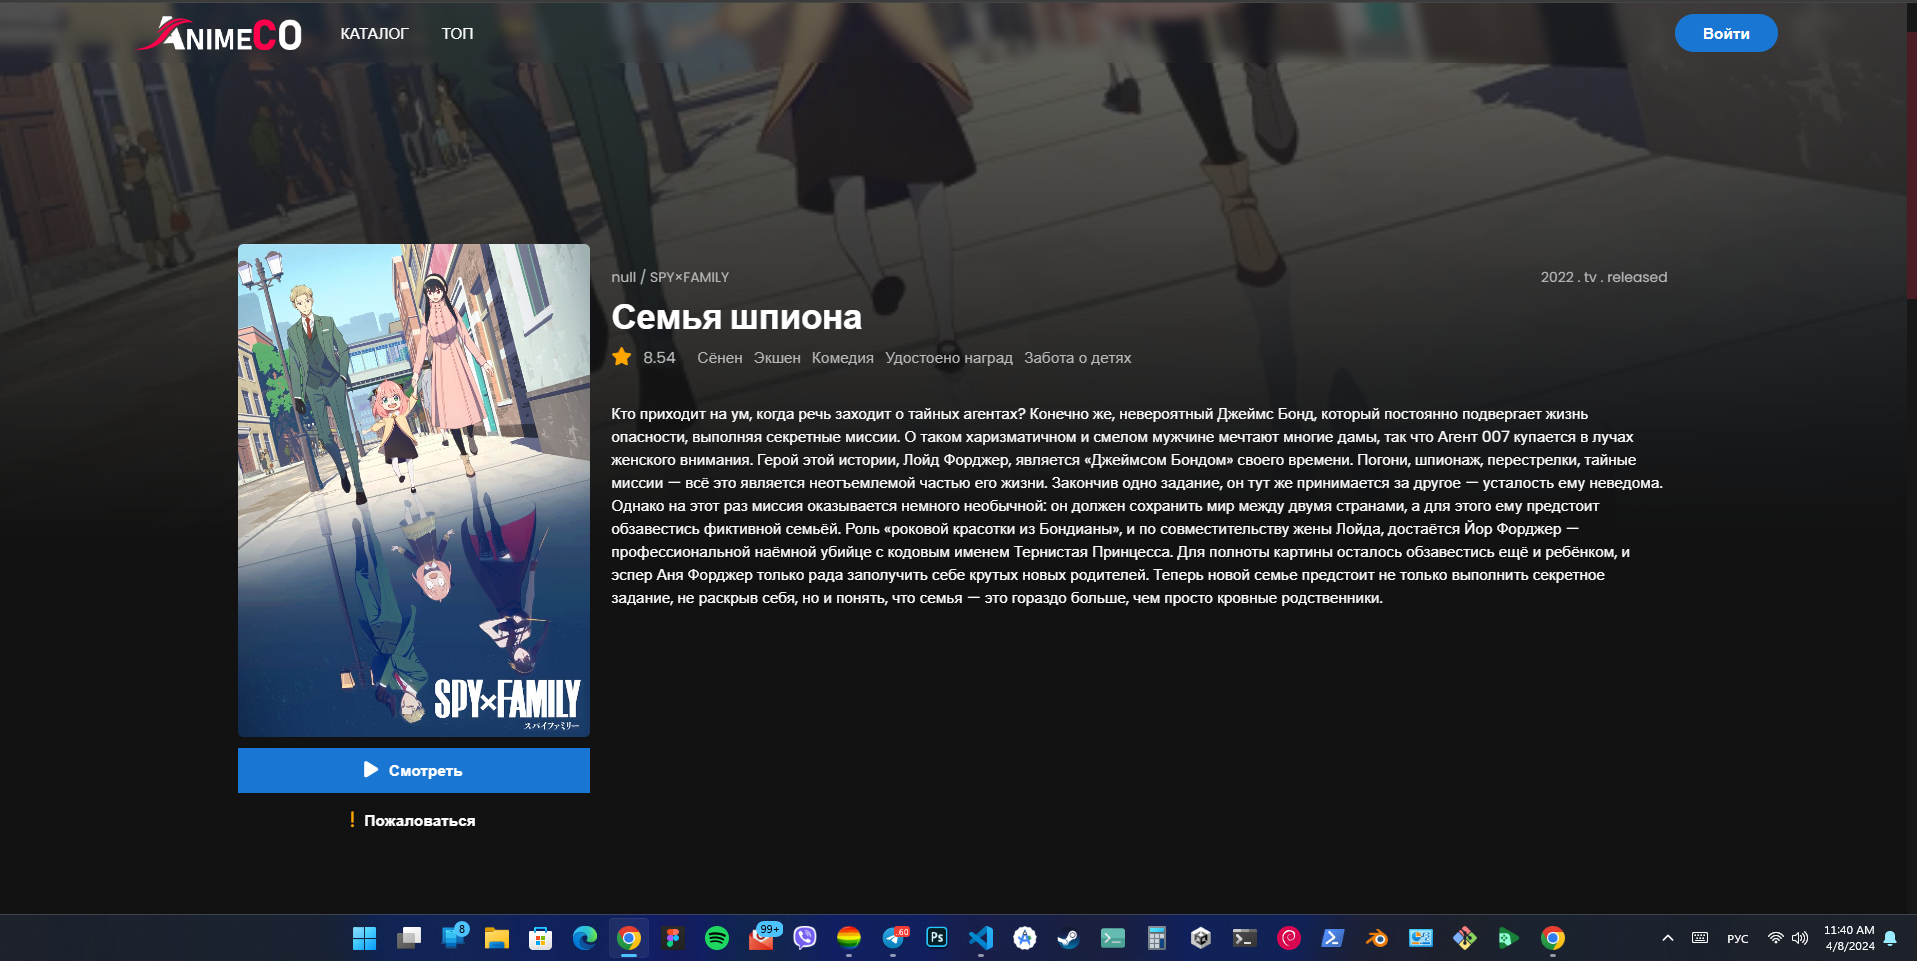 ANIMECO
КАТАЛОГ
ТОП
Войти
null / SPY×FAMILY
2022 . tv . released
Семья шпиона
8.54 Сёнен Экшен Комедия Удостоено наград Забота о детях
Кто приходит на ум, когда речь заходит о тайных агентах? Конечно же, невероятный Джеймс Бонд, который постоянно подвергает жизнь
опасности, выполняя секретные миссии. О таком харизматичном и смелом мужчине мечтают многие дамы, так что Агент 007 купается в лучах
женского внимания. Герой этой истории, Лойд Форджер, является «Джеймсом Бондом» своего времени. Погони, шпионаж, перестрелки, тайные
миссии — всё это является неотъемлемой частью его жизни. Закончив одно задание, он тут же принимается за другое — усталость ему неведома.
Однако на этот раз миссия оказывается немного необычной: он должен сохранить мир между двумя странами, а для этого ему предстоит
обзавестись фиктивной семьёй. Роль «роковой красотки из Бондианы», и по совместительству жены Лойда, достаётся Йор Форджер —
профессиональной наёмной убийце с кодовым именем Тернистая Принцесса. Для полноты картины осталось обзавестись ещё и ребёнком, и
эспер Аня Форджер только рада заполучить себе крутых новых родителей. Теперь новой семье предстоит не только выполнить секретное
задание, не раскрыв себя, но и понять, что семья — это гораздо больше, чем просто кровные родственники.
SPY×FAMILY
スパイファミリー
Смотреть
! Пожаловаться
8
99+
60
Ps
РУС
11:40 AM
4/8/2024